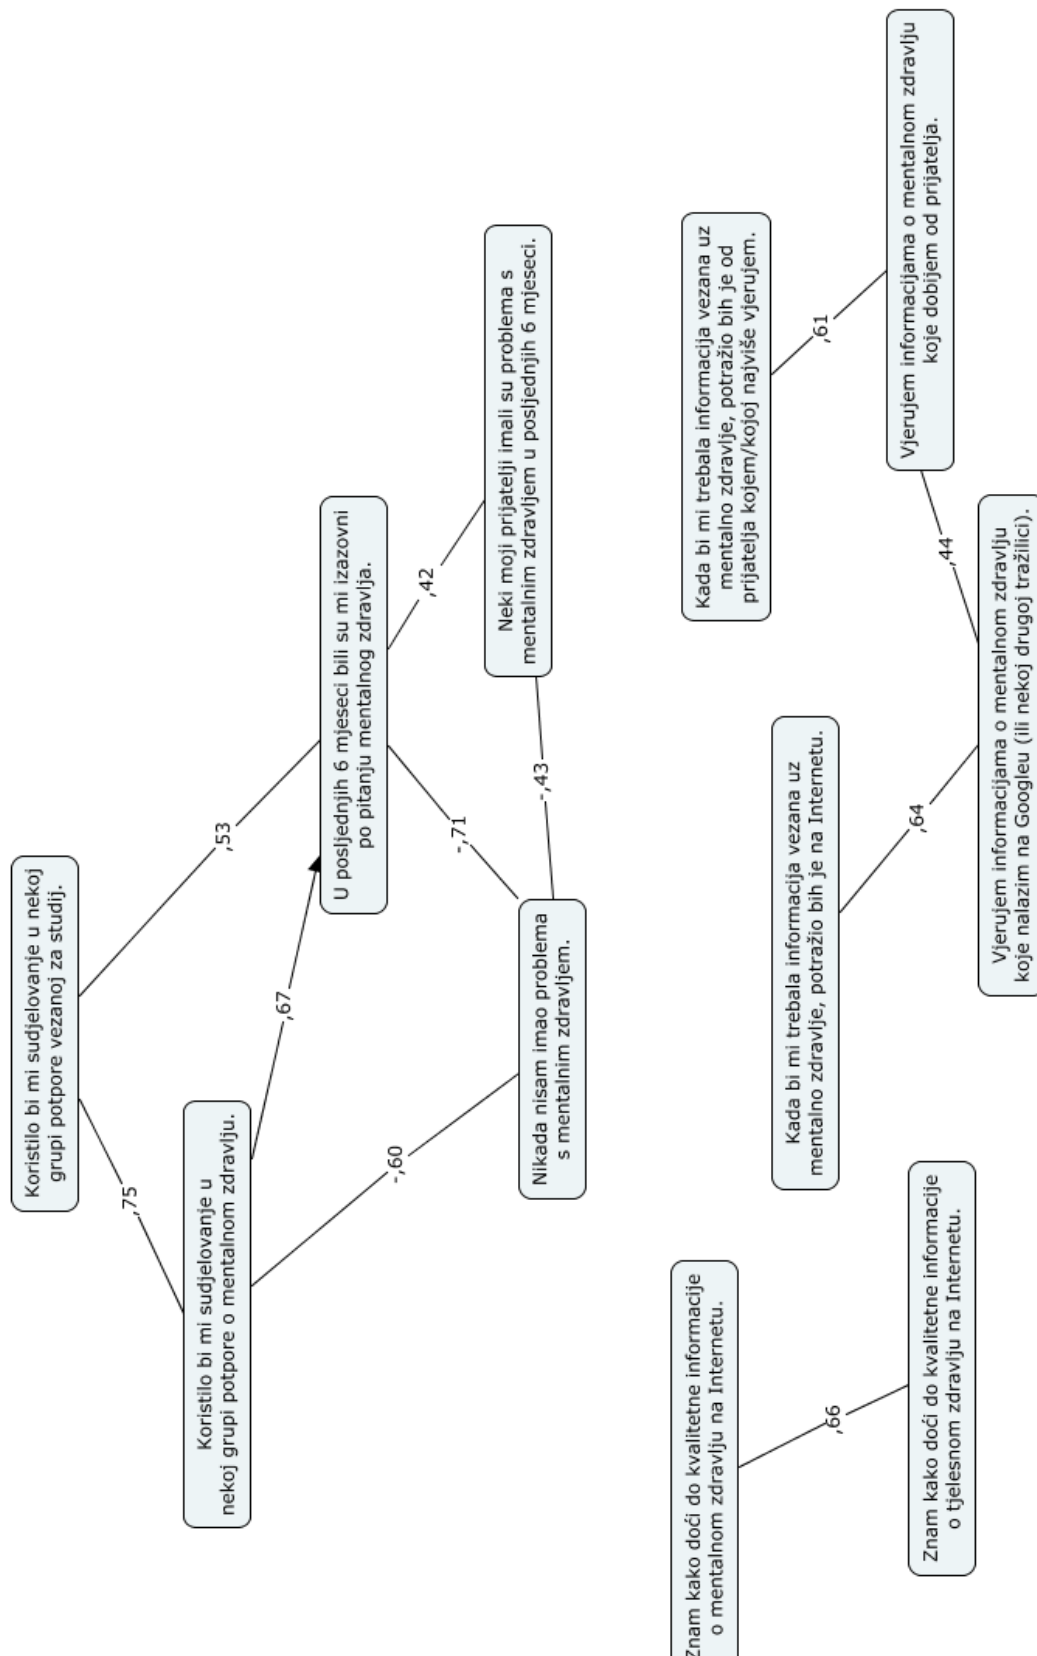 Koristilo bi mi sudjelovanje u nekoj
grupi potpore vezanoj za studij.
,75
,53
Koristilo bi mi sudjelovanje u
nekoj grupi potpore o mentalnom zdravlju.
,67
U posljednjih 6 mjeseci bili su mi izazovni
po pitanju mentalnog zdravlja.
-,60
-,71
,42
Nikada nisam imao problema
s mentalnim zdravljem.
-,43
Neki moji prijatelji imali su problema s
mentalnim zdravljem u posljednjih 6 mjeseci.
Znam kako doći do kvalitetne informacije
o mentalnom zdravlju na Internetu.
,66
Znam kako doći do kvalitetne informacije
o tjelesnom zdravlju na Internetu.
Kada bi mi trebala informacija vezana uz
mentalno zdravlje, potražio bih je na Internetu.
,64
Vjerujem informacijama o mentalnom zdravlju
koje nalazim na Googleu (ili nekoj drugoj tražilici).
Kada bi mi trebala informacija vezana uz
mentalno zdravlje, potražio bih je od
prijatelja kojem/kojoj najviše vjerujem.
,61
,44
Vjerujem informacijama o mentalnom zdravlju
koje dobijem od prijatelja.